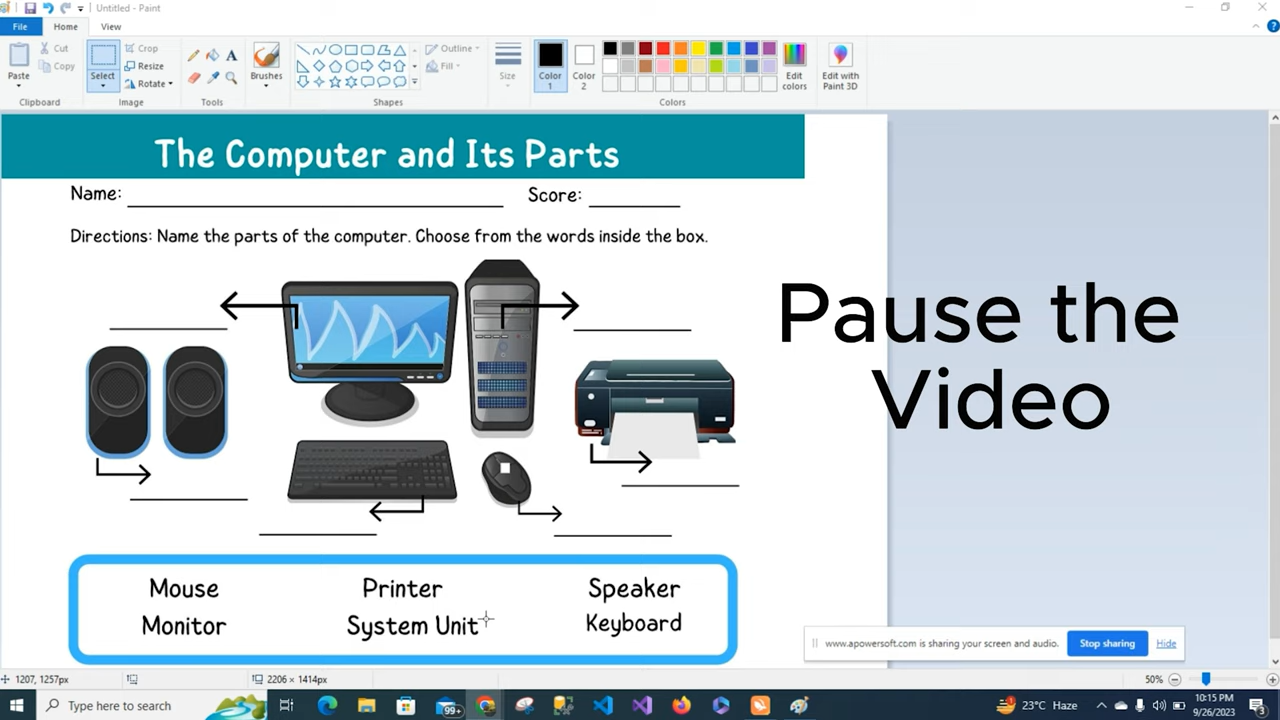 Untitled - Paint
File
Home
View
Paste
Cut
Copy
Clipboard
Select
Crop
Resize
Rotate
Image
A
Tools
Brushes
Shapes
Outline
Fill
Size
Color
1
Color
2
Edit
colors
Colors
Edit with
Paint 3D
The Computer and Its Parts
Name: Score:
Directions: Name the parts of the computer. Choose from the words inside the box.
Pause the
Video
Mouse Printer Speaker
Monitor System Unit Keyboard
www.apowersoft.com is sharing your screen and audio. Stop sharing Hide
1207, 1257px 2206 × 1414px 50%
Type here to search 99+ 23°C Haze 10:15 PM
9/26/2023 3